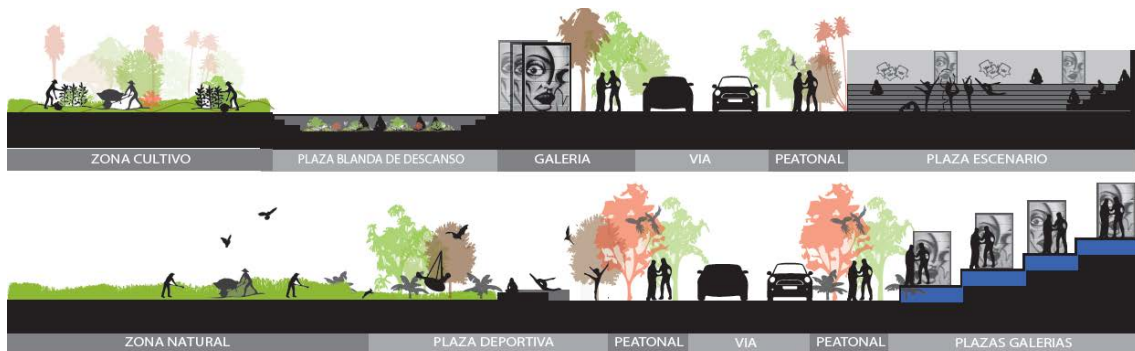 ZONA CULTIVO PLAZA BLANDA DE DESCANSO GALERIA VIA PEATONAL PLAZA ESCENARIO
ZONA NATURAL PLAZA DEPORTIVA PEATONAL VIA PEATONAL PLAZAS GALERIAS